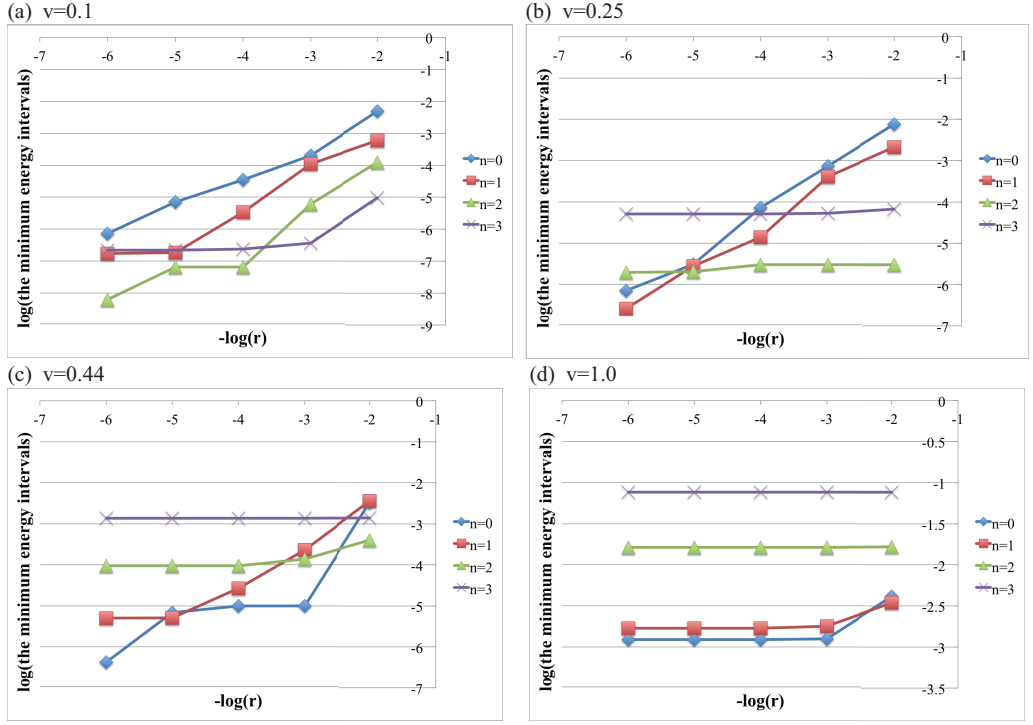 (a) v=0.1
0
-7 -6 -5 -4 -3 -2 -1
-1
-2
-3
-4
-5
-6
-7
-8
-9
log(the minimum energy intervals)
-log(r)
n=0
n=1
n=2
n=3
(b) v=0.25
0
-7 -6 -5 -4 -3 -2 -1
-1
-2
-3
-4
-5
-6
-7
log(the minimum energy intervals)
-log(r)
n=0
n=1
n=2
n=3
(c) v=0.44
0
-7 -6 -5 -4 -3 -2 -1
-1
-2
-3
-4
-5
-6
-7
log(the minimum energy intervals)
-log(r)
n=0
n=1
n=2
n=3
(d) v=1.0
0
-7 -6 -5 -4 -3 -2 -1
-0.5
-1
-1.5
-2
-2.5
-3
-3.5
log(the minimum energy intervals)
-log(r)
n=0
n=1
n=2
n=3